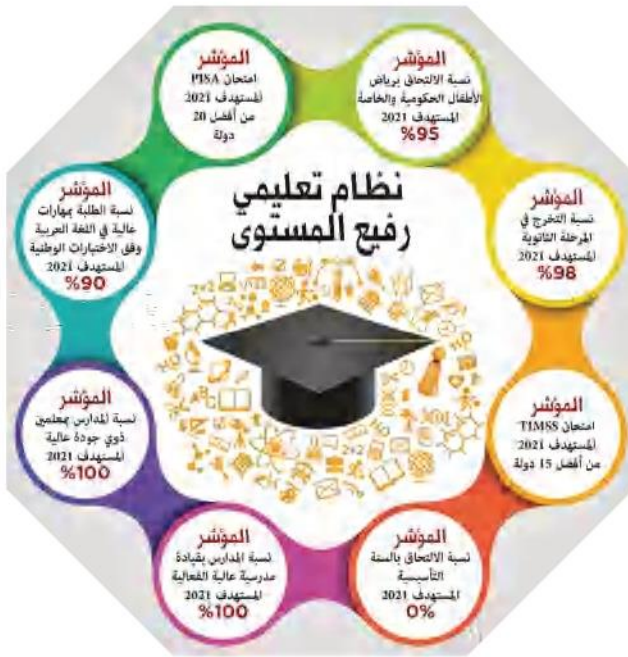 نظام تعليمي
رفيع المستوى
المؤشر
نسبة الالتحاق برياض
الأطفال الحكومية والخاصة
المستهدف 2021
%95
المؤشر
نسبة التخرج في
المرحلة الثانوية
المستهدف 2021
%98
المؤشر
امتحان TIMSS
المستهدف 2021
من أفضل 15 دولة
المؤشر
نسبة الالتحاق بالسنة
التأسيسية
المستهدف 2021
0%
المؤشر
نسبة المدارس بقيادة
مدرسية عالية الفعالية
المستهدف 2021
%100
المؤشر
نسبة المدارس بمعلمين
ذوي جودة عالية
المستهدف 2021
%100
المؤشر
نسبة الطلبة بمهارات
عالية في اللغة العربية
وفق الاختبارات الوطنية
المستهدف 2021
%90
المؤشر
امتحان PISA
المستهدف 2021
من أفضل 20
دولة
2×2